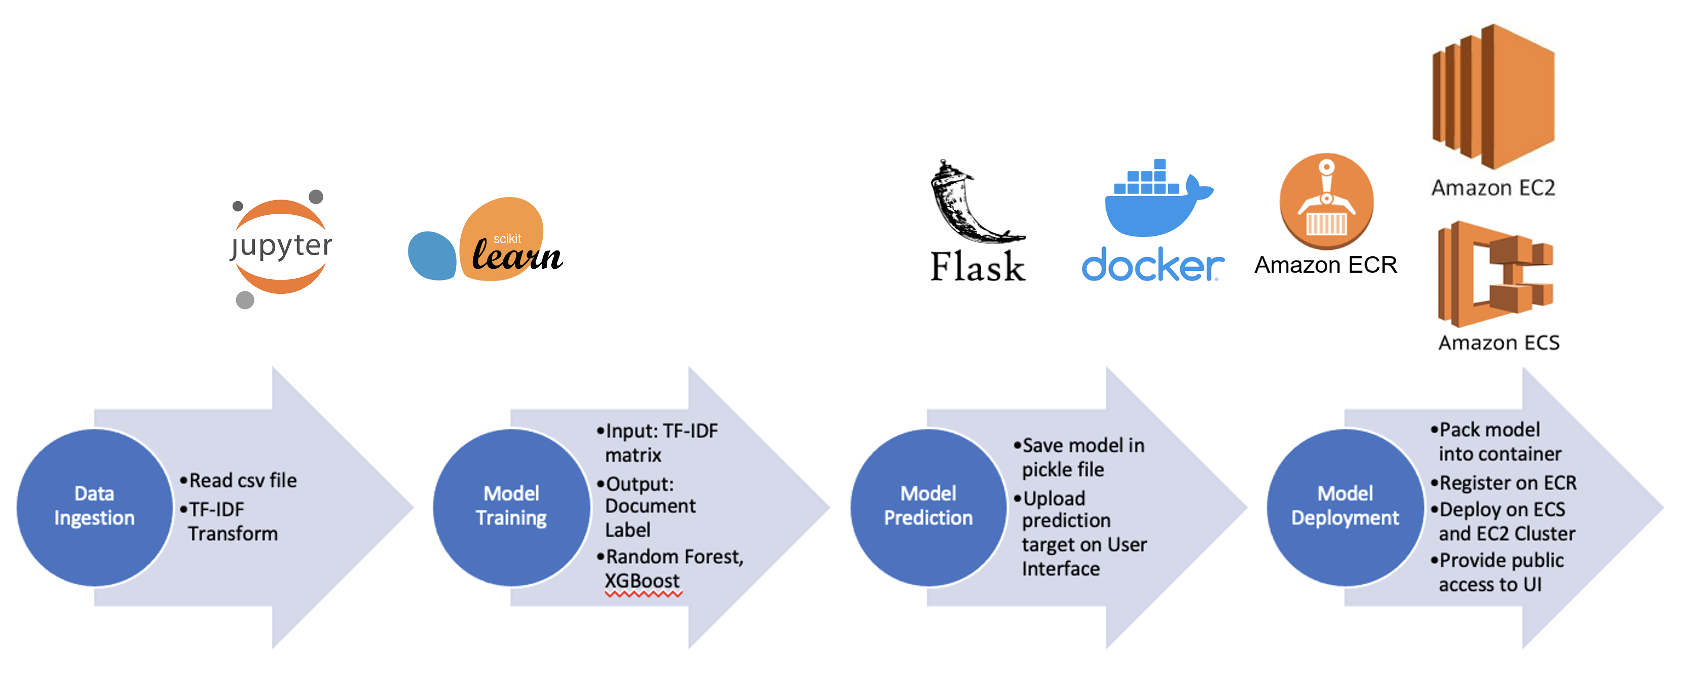 Amazon EC2
jupyter
scikit
learn
Flask
docker
Amazon ECR
Amazon ECS
Data
Ingestion
•Read csv file
•TF-IDF
Transform
Model
Training
•Input: TF-IDF
matrix
•Output:
Document
Label
•Random Forest,
XGBoost
Model
Prediction
•Save model in
pickle file
•Upload
prediction
target on User
Interface
Model
Deployment
•Pack model
into container
•Register on ECR
•Deploy on ECS
and EC2 Cluster
•Provide public
access to UI